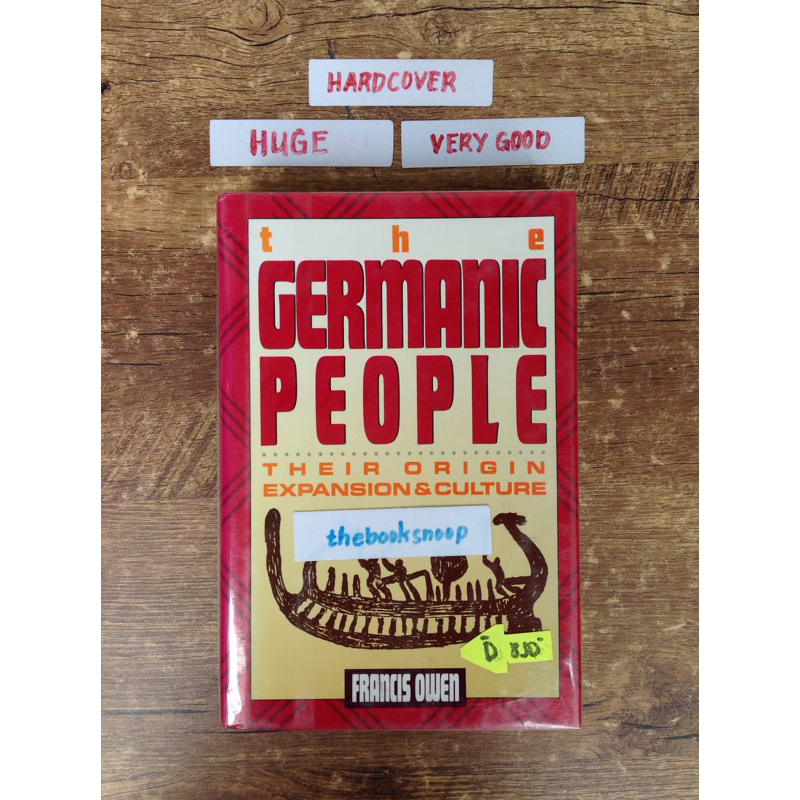 HARDCOVER
HUGE
VERY GOOD
the
GERMANIC
PEOPLE
THEIR ORIGIN
EXPANSION & CULTURE
thebooksnoop
FRANCIS OWEN